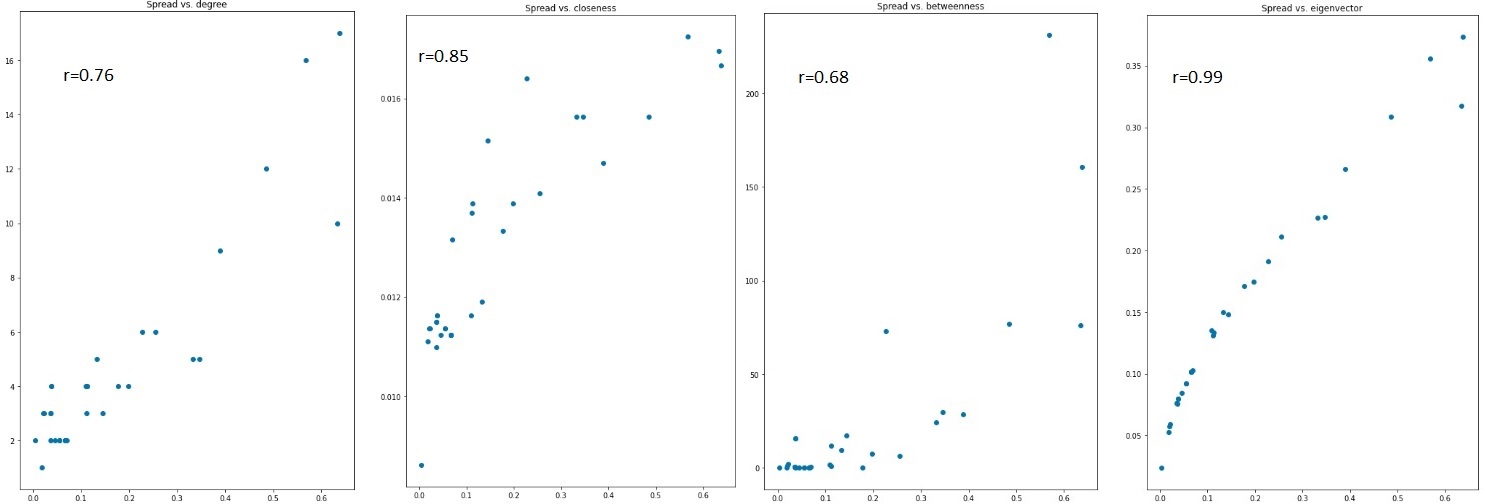 Spread vs. degree
r=0.76
16
14
12
10
8
6
4
2
0.0 0.1 0.2 0.3 0.4 0.5 0.6
Spread vs. closeness
r=0.85
0.016
0.014
0.012
0.010
0.0 0.1 0.2 0.3 0.4 0.5 0.6
Spread vs. betweenness
r=0.68
200
150
100
50
0
0.0 0.1 0.2 0.3 0.4 0.5 0.6
Spread vs. eigenvector
r=0.99
0.35
0.30
0.25
0.20
0.15
0.10
0.05
0.0 0.1 0.2 0.3 0.4 0.5 0.6